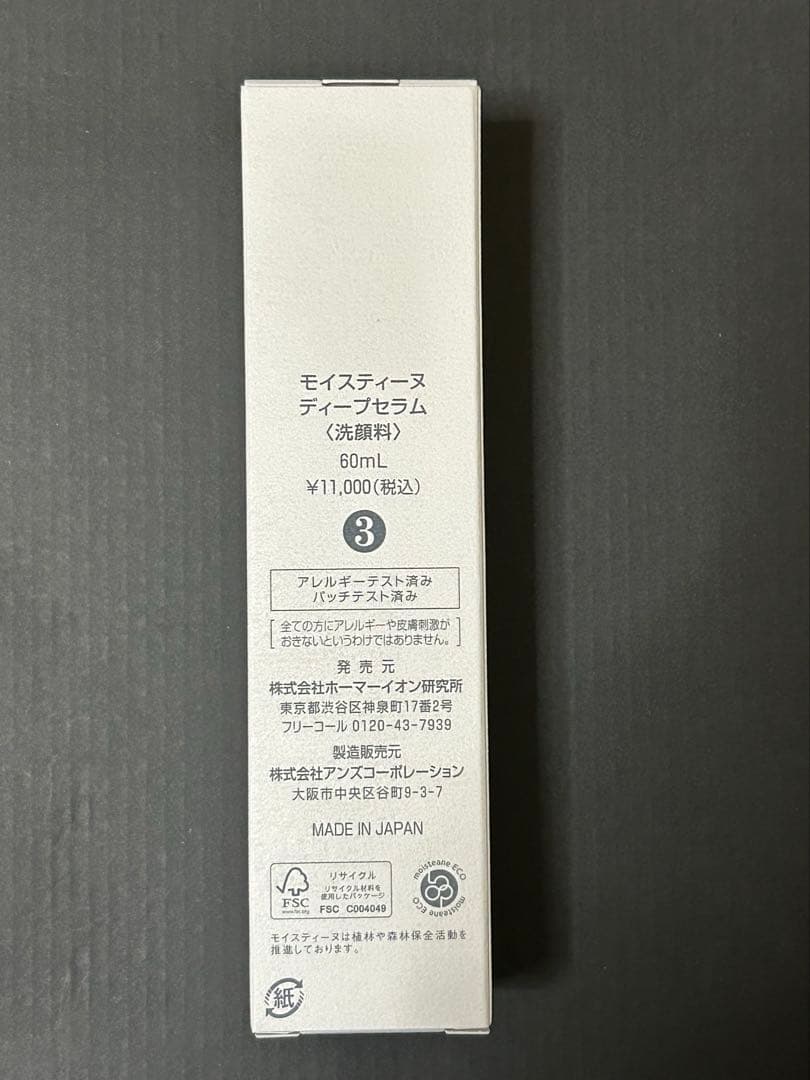 モイスティーヌ
ディープセラム
〈洗顔料〉
60mL
¥11,000(税込)
3
アレルギーテスト済み
パッチテスト済み
[全ての方にアレルギーや皮膚刺激が
おきないというわけではありません。]
発売元
株式会社ホーマーイオン研究所
東京都渋谷区神泉町17番2号
フリーコール 0120-43-7939
製造販売元
株式会社アンズコーポレーション
大阪市中央区谷町9-3-7
MADE IN JAPAN
FSC
www.fsc.org
リサイクル
リサイクル材料を
使用したパッケージ
FSC C004049
moisteane ECO
moisteane ECO
モイスティーヌは植林や森林保全活動を
推進しております。
紙